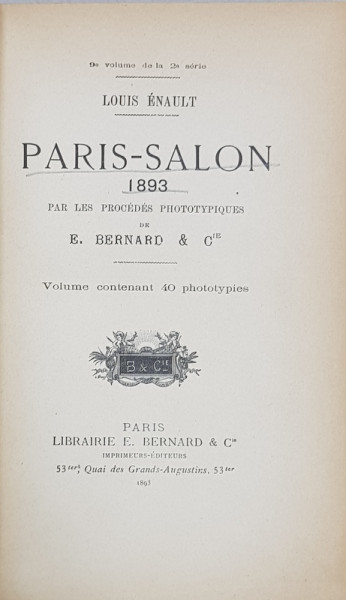 9e volume de la 2e série
LOUIS ÉNAULT
PARIS-SALON
1893
PAR LES PROCÉDÉS PHOTOTYPIQUES
DE
E. BERNARD & CIE
Volume contenant 40 phototypies
B & CIE
PARIS
LIBRAIRIE E. BERNARD & Cie
IMPRIMEURS-ÉDITEURS
53ter, Quai des Grands-Augustins, 53ter
1893